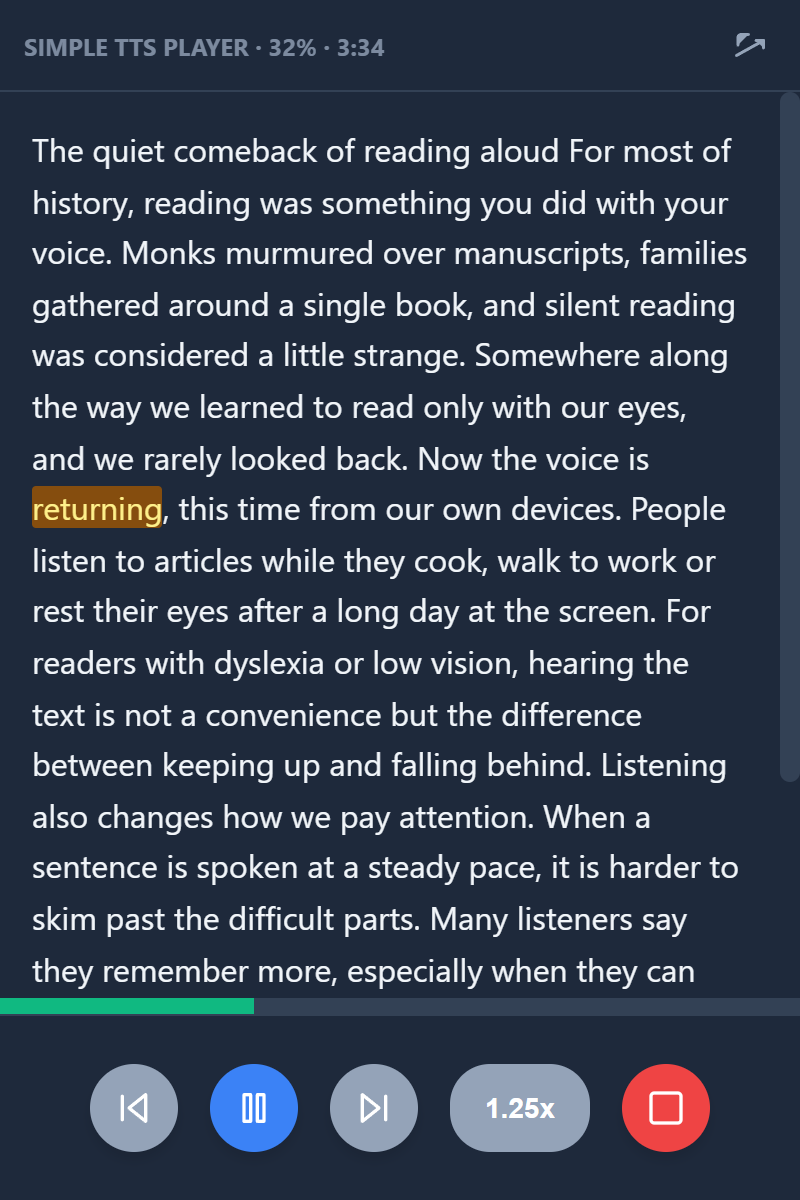 SIMPLE TTS PLAYER · 32% · 3:34
The quiet comeback of reading aloud For most of
history, reading was something you did with your
voice. Monks murmured over manuscripts, families
gathered around a single book, and silent reading
was considered a little strange. Somewhere along
the way we learned to read only with our eyes,
and we rarely looked back. Now the voice is
returning, this time from our own devices. People
listen to articles while they cook, walk to work or
rest their eyes after a long day at the screen. For
readers with dyslexia or low vision, hearing the
text is not a convenience but the difference
between keeping up and falling behind. Listening
also changes how we pay attention. When a
sentence is spoken at a steady pace, it is harder to
skim past the difficult parts. Many listeners say
they remember more, especially when they can
1.25x